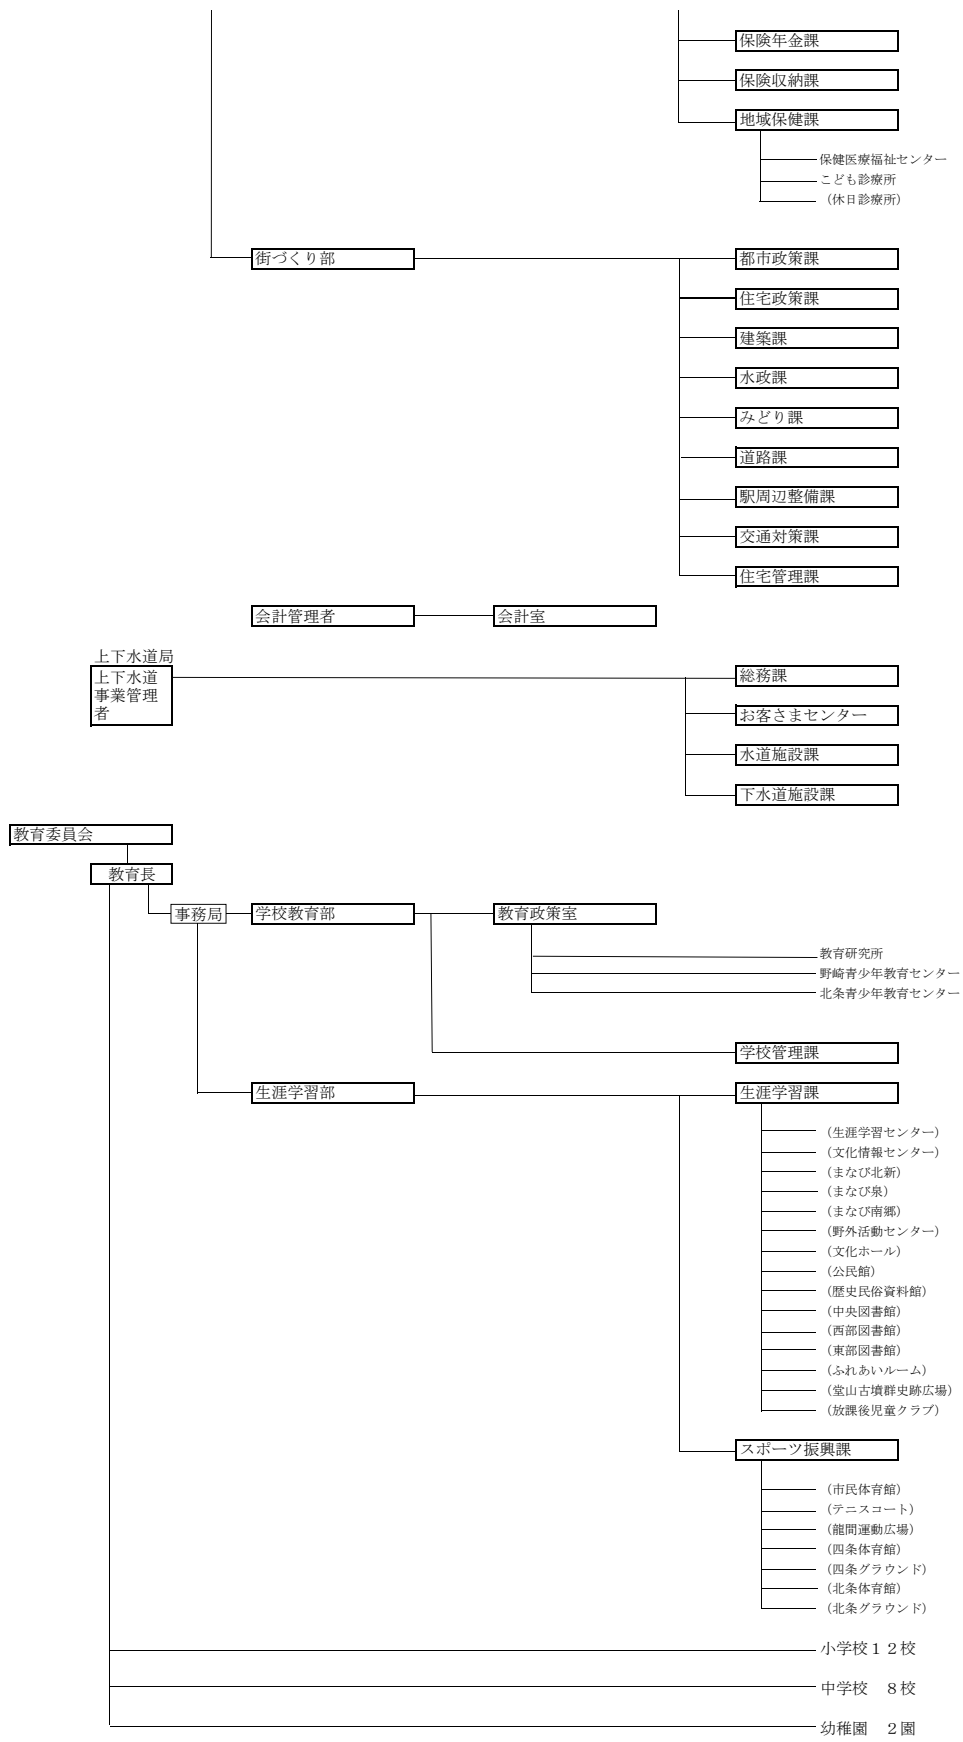 保険年金課
保険収納課
地域保健課
保健医療福祉センター
こども診療所
（休日診療所）
街づくり部
都市政策課
住宅政策課
建築課
水政課
みどり課
道路課
駅周辺整備課
交通対策課
住宅管理課
会計管理者
会計室
上下水道局
上下水道
事業管理
者
総務課
お客さまセンター
水道施設課
下水道施設課
教育委員会
教育長
事務局
学校教育部
教育政策室
教育研究所
野崎青少年教育センター
北条青少年教育センター
学校管理課
生涯学習部
生涯学習課
（生涯学習センター）
（文化情報センター）
（まなび北新）
（まなび泉）
（まなび南郷）
（野外活動センター）
（文化ホール）
（公民館）
（歴史民俗資料館）
（中央図書館）
（西部図書館）
（東部図書館）
（ふれあいルーム）
（堂山古墳群史跡広場）
（放課後児童クラブ）
スポーツ振興課
（市民体育館）
（テニスコート）
（龍間運動広場）
（四条体育館）
（四条グラウンド）
（北条体育館）
（北条グラウンド）
小学校１２校
中学校　８校
幼稚園　２園